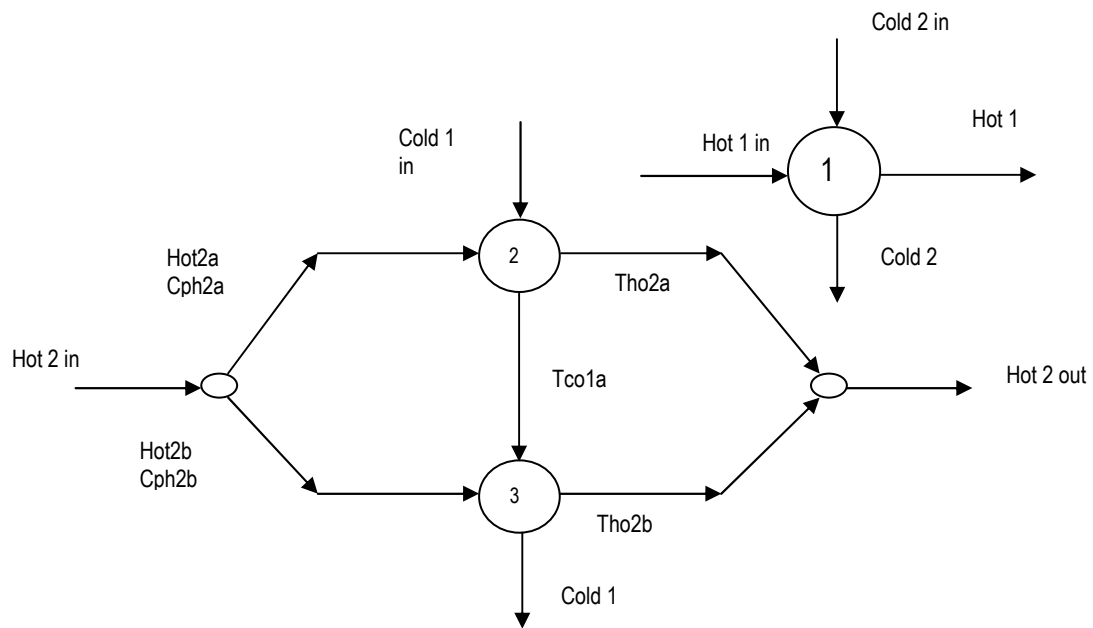 Cold 2 in
Hot 1
Cold 1
in
Hot 1 in
1
Hot2a
Cph2a
2
Cold 2
Tho2a
Hot 2 in
Tco1a
Hot 2 out
Hot2b
Cph2b
3
Tho2b
Cold 1